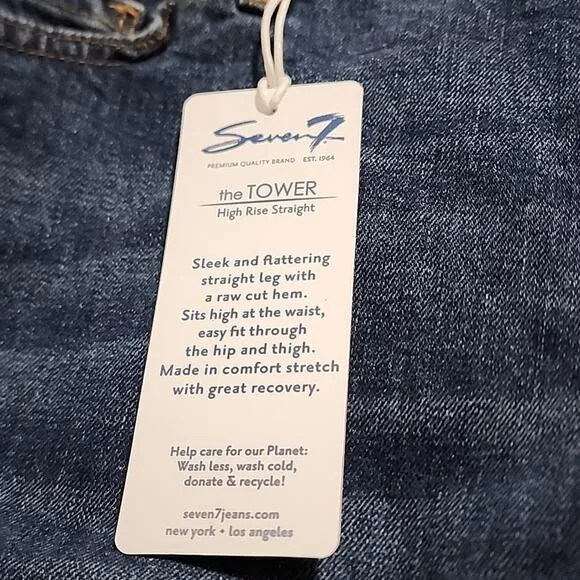 Seven7
PREMIUM QUALITY BRAND EST. 1964
the TOWER
High Rise Straight
Sleek and flattering
straight leg with
a raw cut hem.
Sits high at the waist,
easy fit through
the hip and thigh.
Made in comfort stretch
with great recovery.
Help care for our Planet:
Wash less, wash cold,
donate & recycle!
seven7jeans.com
new york • los angeles